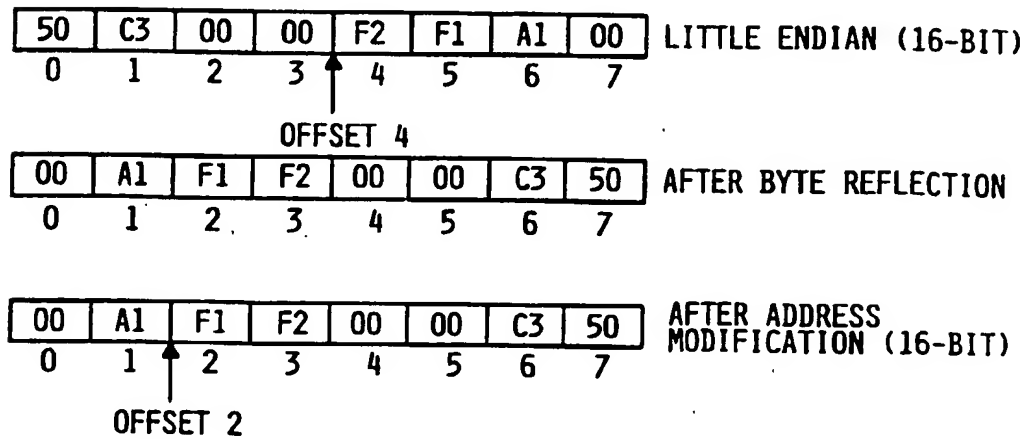 50 C3 00 00 F2 F1 A1 00 LITTLE ENDIAN (16-BIT)
0 1 2 3 4 5 6 7
OFFSET 4
00 A1 F1 F2 00 00 C3 50 AFTER BYTE REFLECTION
0 1 2 3 4 5 6 7
00 A1 F1 F2 00 00 C3 50 AFTER ADDRESS
MODIFICATION (16-BIT)
0 1 2 3 4 5 6 7
OFFSET 2